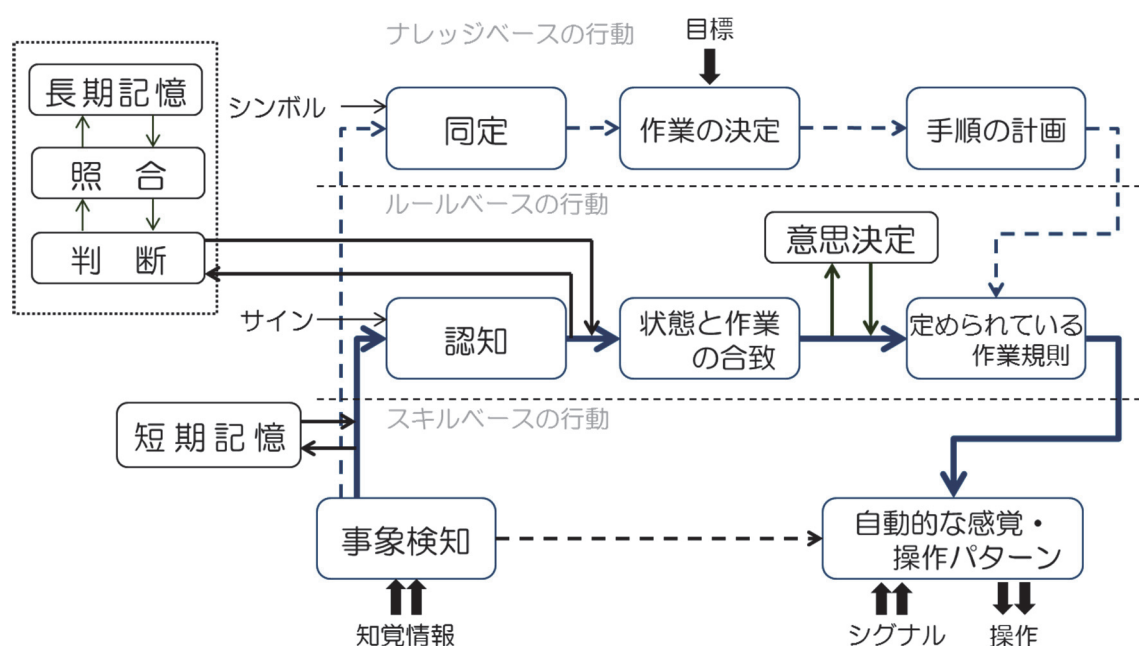 ナレッジベースの行動
目標
長期記憶
シンボル
同定
作業の決定
手順の計画
照 合
ルールベースの行動
判 断
意思決定
サイン
認知
状態と作業
の合致
定められている
作業規則
スキルベースの行動
短期記憶
事象検知
自動的な感覚・
操作パターン
知覚情報
シグナル
操作